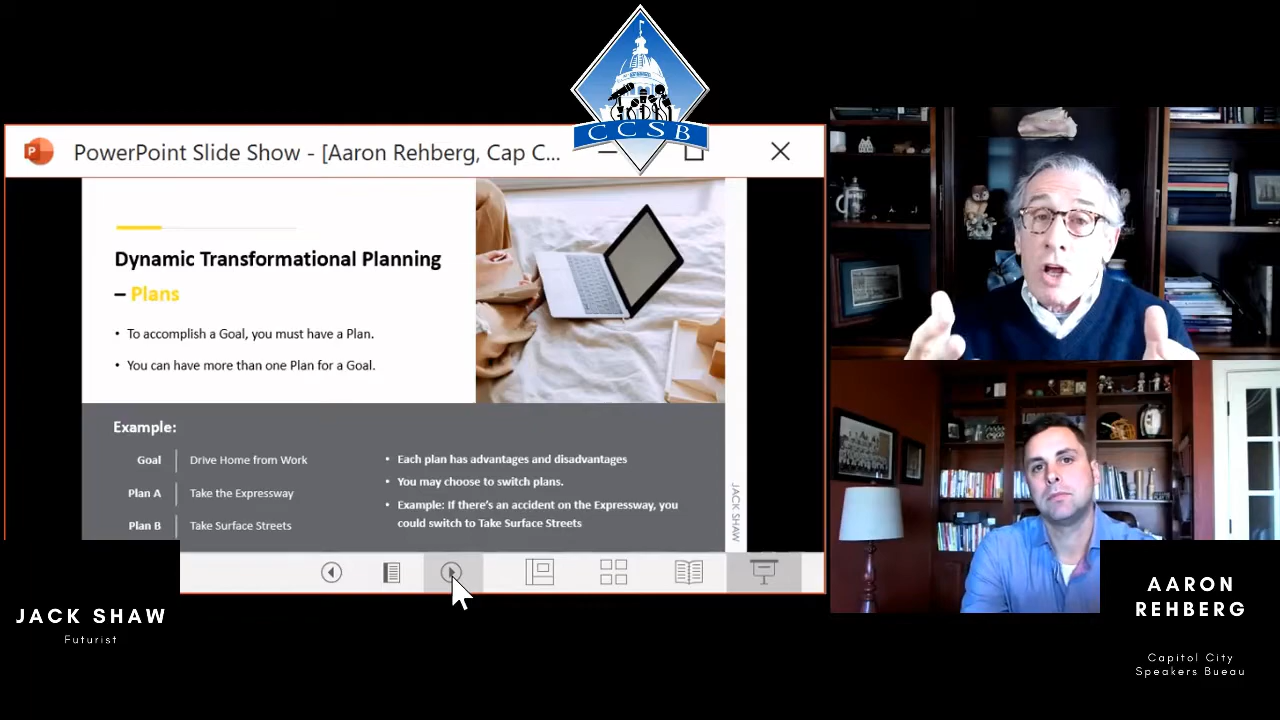 CCSB
PowerPoint Slide Show - [Aaron Rehberg, Cap C...
Dynamic Transformational Planning
– Plans
• To accomplish a Goal, you must have a Plan.
• You can have more than one Plan for a Goal.
Example:
Goal Drive Home from Work
Plan A Take the Expressway
Plan B Take Surface Streets
• Each plan has advantages and disadvantages
• You may choose to switch plans.
• Example: If there's an accident on the Expressway, you
could switch to Take Surface Streets
JACK SHAW
JACK SHAW
Futurist
AARON
REHBERG
Capitol City
Speakers Bueau